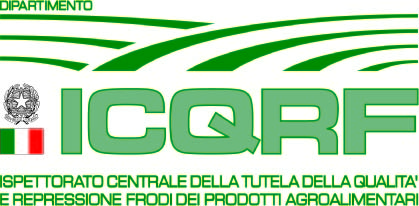 DIPARTIMENTO
ICQRF
ISPETTORATO CENTRALE DELLA TUTELA DELLA QUALITA'
E REPRESSIONE FRODI DEI PRODOTTI AGROALIMENTARI